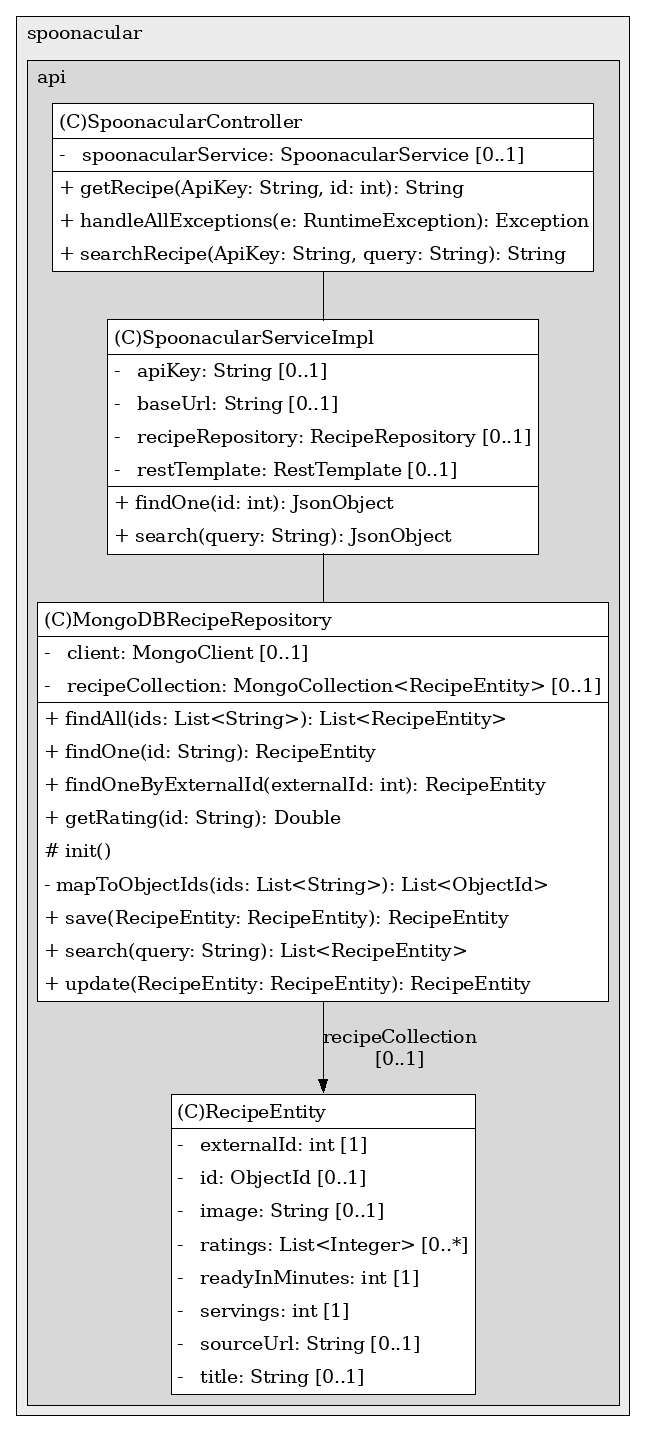 spoonacular
api
(C)SpoonacularController
- spoonacularService: SpoonacularService [0..1]
+ getRecipe(ApiKey: String, id: int): String
+ handleAllExceptions(e: RuntimeException): Exception
+ searchRecipe(ApiKey: String, query: String): String
(C)SpoonacularServiceImpl
- apiKey: String [0..1]
- baseUrl: String [0..1]
- recipeRepository: RecipeRepository [0..1]
- restTemplate: RestTemplate [0..1]
+ findOne(id: int): JsonObject
+ search(query: String): JsonObject
(C)MongoDBRecipeRepository
- client: MongoClient [0..1]
- recipeCollection: MongoCollection<RecipeEntity> [0..1]
+ findAll(ids: List<String>): List<RecipeEntity>
+ findOne(id: String): RecipeEntity
+ findOneByExternalId(externalId: int): RecipeEntity
+ getRating(id: String): Double
# init()
- mapToObjectIds(ids: List<String>): List<ObjectId>
+ save(RecipeEntity: RecipeEntity): RecipeEntity
+ search(query: String): List<RecipeEntity>
+ update(RecipeEntity: RecipeEntity): RecipeEntity
recipeCollection
[0..1]
(C)RecipeEntity
- externalId: int [1]
- id: ObjectId [0..1]
- image: String [0..1]
- ratings: List<Integer> [0..*]
- readyInMinutes: int [1]
- servings: int [1]
- sourceUrl: String [0..1]
- title: String [0..1]